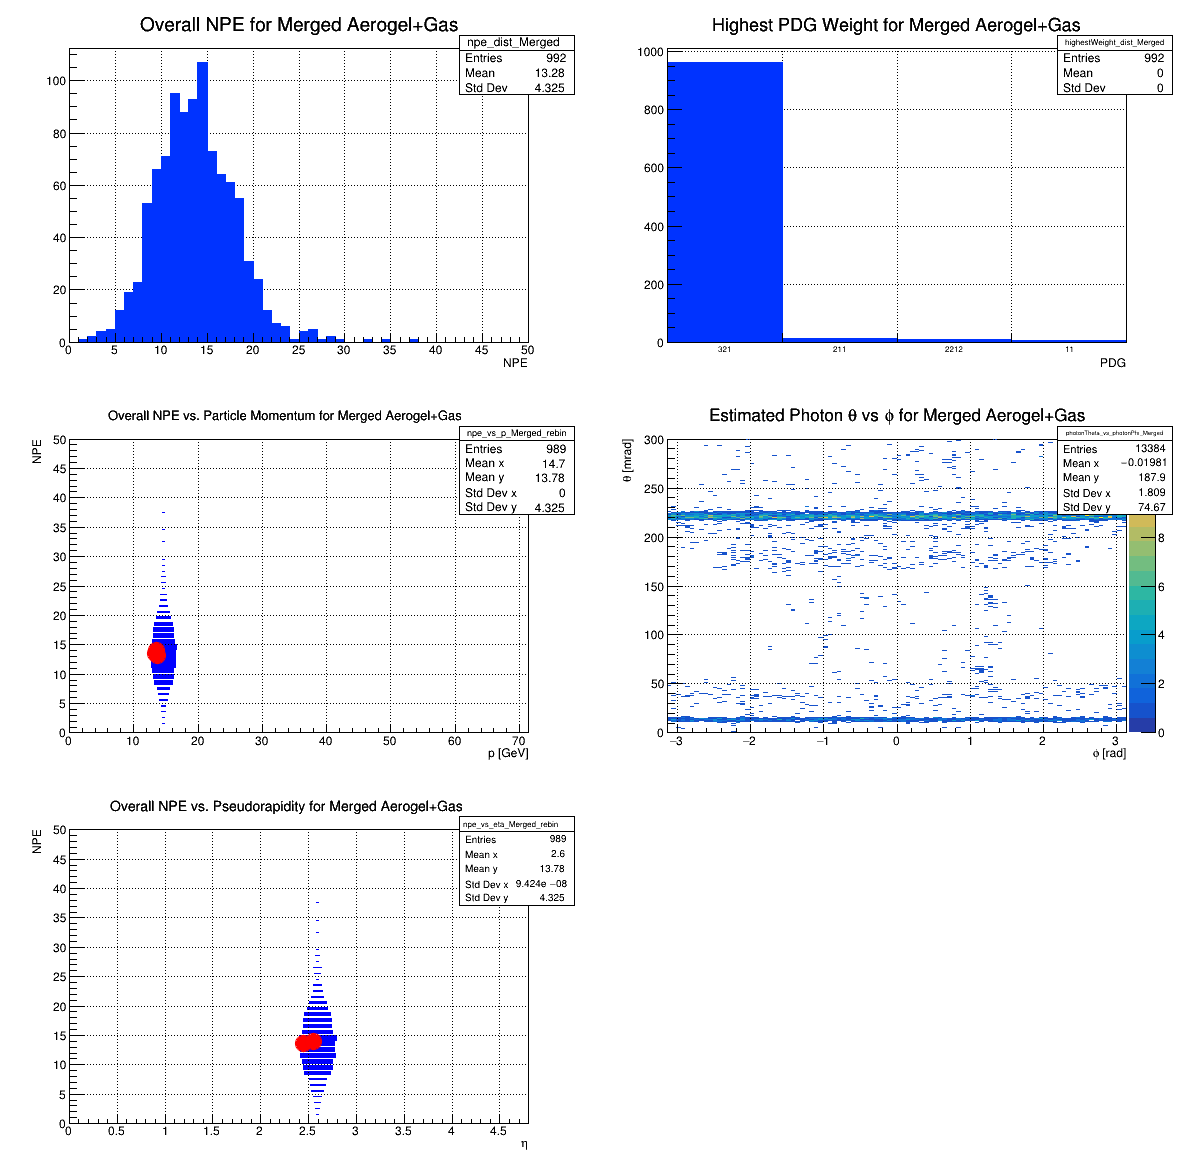 Overall NPE for Merged Aerogel+Gas
npe_dist_Merged
Entries 992
Mean 13.28
Std Dev 4.325
100
80
60
40
20
0
0 5 10 15 20 25 30 35 40 45 50
NPE
Highest PDG Weight for Merged Aerogel+Gas
highestWeight_dist_Merged
Entries 992
Mean 0
Std Dev 0
1000
800
600
400
200
0
321 211 2212 11
PDG
Overall NPE vs. Particle Momentum for Merged Aerogel+Gas
npe_vs_p_Merged_rebin
Entries 989
Mean x 14.7
Mean y 13.78
Std Dev x 0
Std Dev y 4.325
NPE
50
45
40
35
30
25
20
15
10
5
0
0 10 20 30 40 50 60 70
p [GeV]
Estimated Photon θ vs ϕ for Merged Aerogel+Gas
photonTheta_vs_photonPhi_Merged
Entries 13384
Mean x −0.01981
Mean y 187.9
Std Dev x 1.809
Std Dev y 74.67
θ [mrad]
300
250
200
150
100
50
0
−3 −2 −1 0 1 2 3
ϕ [rad]
8
6
4
2
0
Overall NPE vs. Pseudorapidity for Merged Aerogel+Gas
npe_vs_eta_Merged_rebin
Entries 989
Mean x 2.6
Mean y 13.78
Std Dev x 9.424e −08
Std Dev y 4.325
NPE
50
45
40
35
30
25
20
15
10
5
0
0 0.5 1 1.5 2 2.5 3 3.5 4 4.5
η